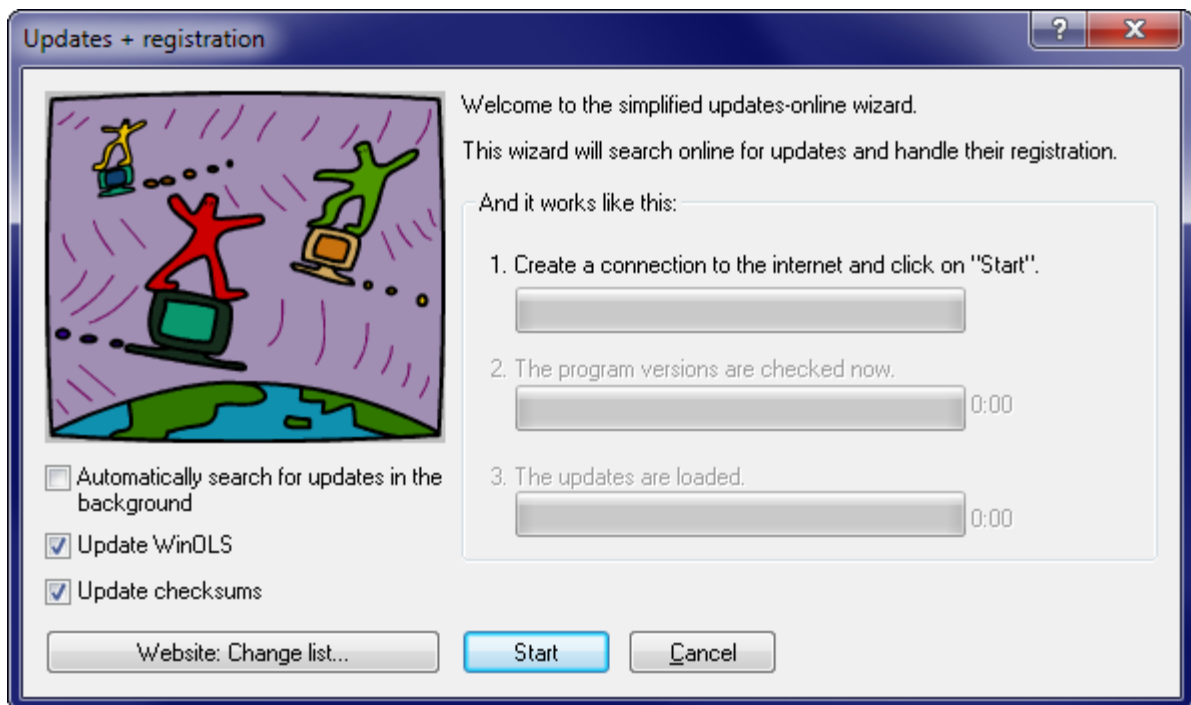 Updates + registration
?
X
Welcome to the simplified updates-online wizard.
This wizard will search online for updates and handle their registration.
And it works like this:
1. Create a connection to the internet and click on "Start".
2. The program versions are checked now.
0:00
3. The updates are loaded.
0:00
Automatically search for updates in the
background
Update WinOLS
Update checksums
Website: Change list...
Start
Cancel